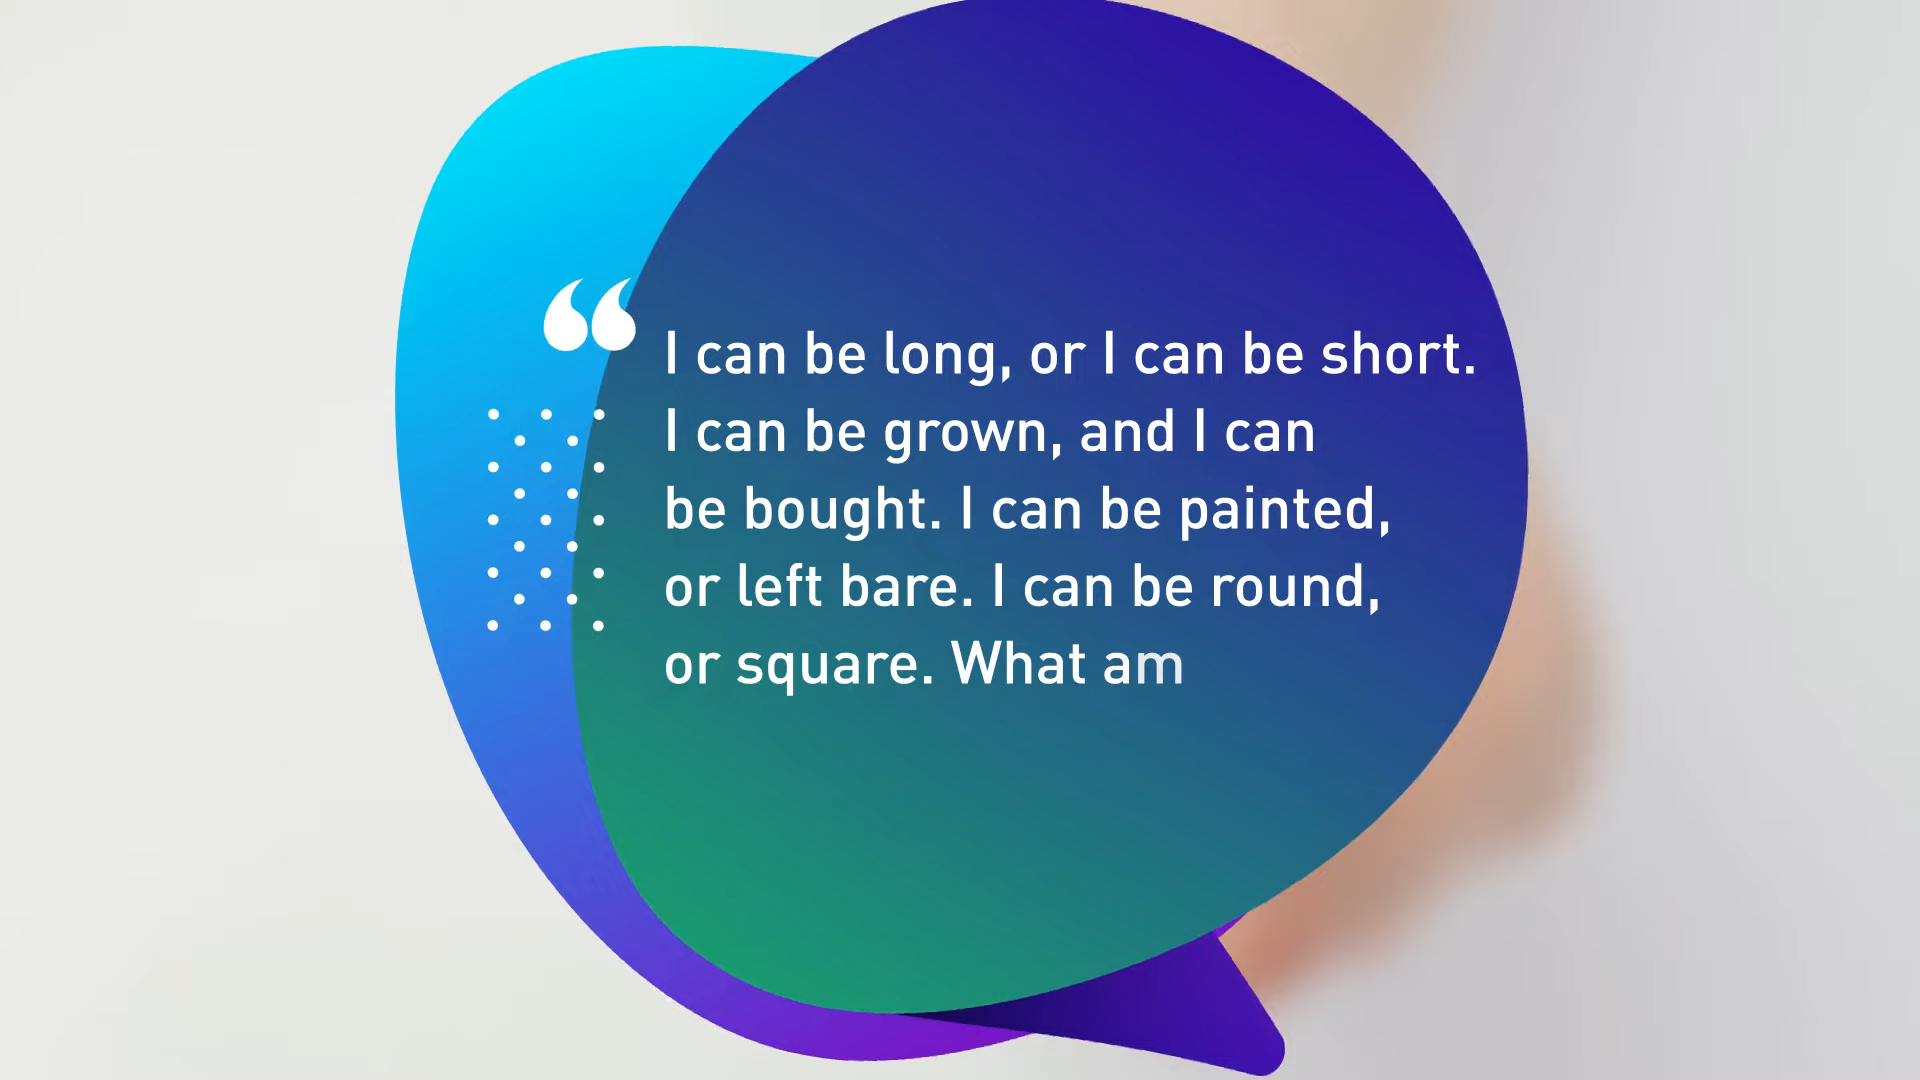 “I can be long, or I can be short.
I can be grown, and I can
be bought. I can be painted,
or left bare. I can be round,
or square. What am